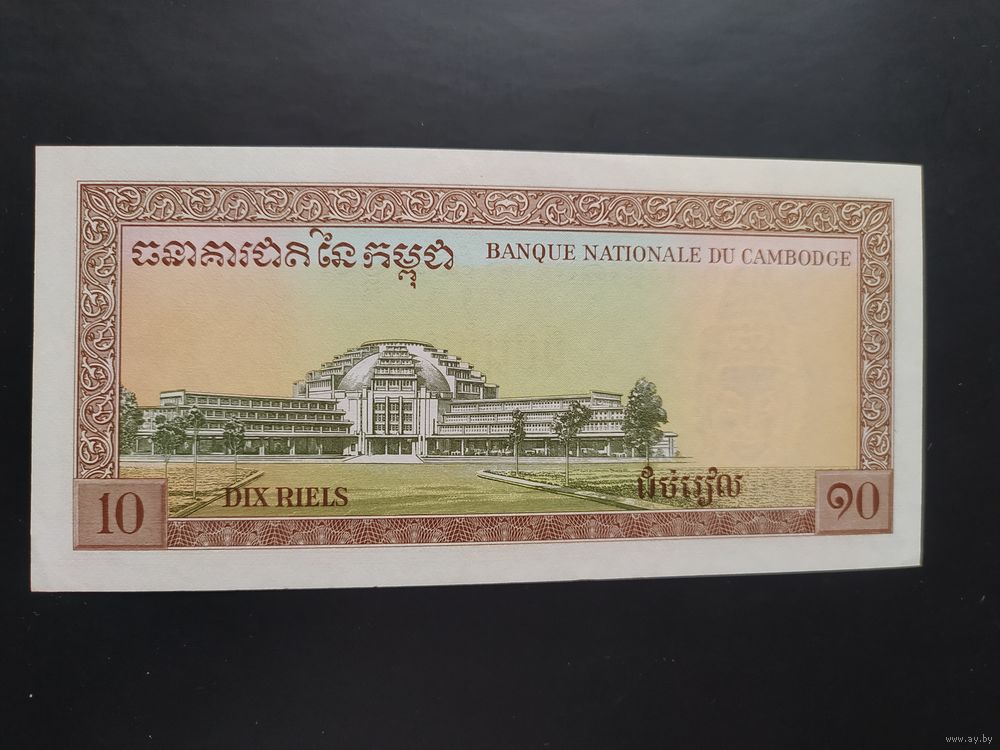 ធនាគារជាតិនៃកម្ពុជា
BANQUE NATIONALE DU CAMBODGE
DIX RIELS
ដប់រៀល
10
១០
www.ay.by